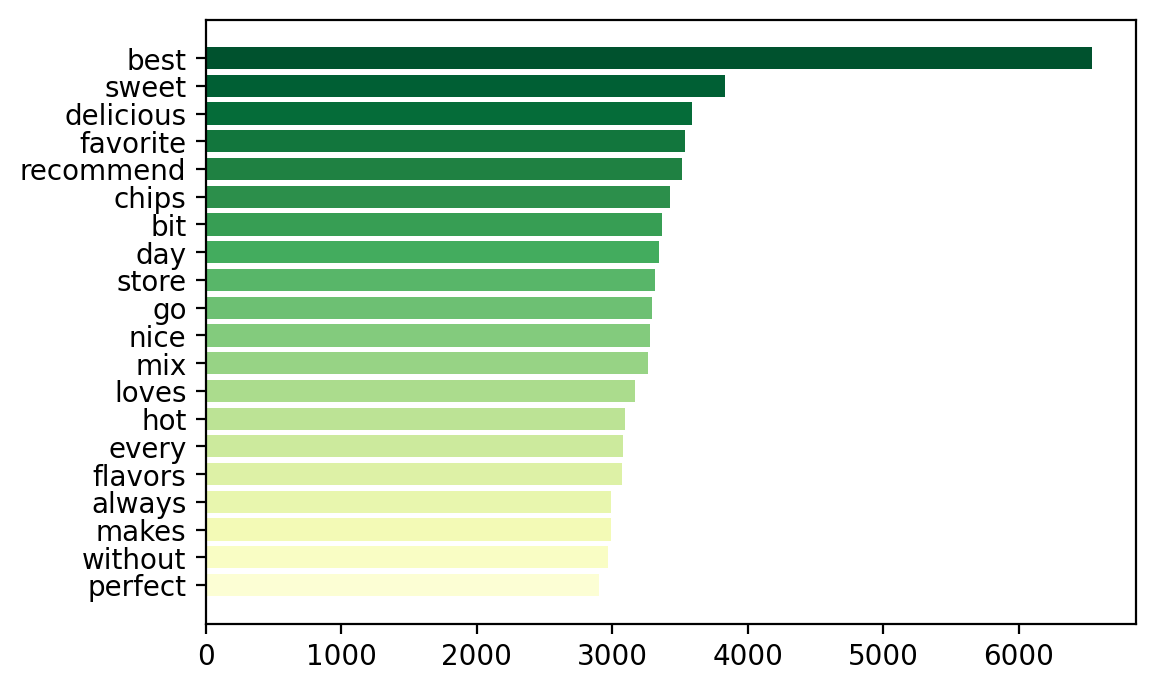 best
sweet
delicious
favorite
recommend
chips
bit
day
store
go
nice
mix
loves
hot
every
flavors
always
makes
without
perfect
0 1000 2000 3000 4000 5000 6000